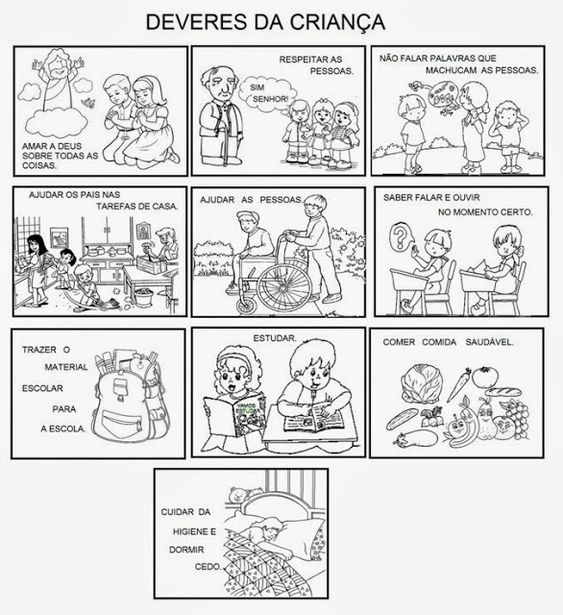 DEVERES DA CRIANÇA
AMAR A DEUS
SOBRE TODAS AS
COISAS.
RESPEITAR AS
PESSOAS.
SIM
SENHOR!
NÃO FALAR PALAVRAS QUE
MACHUCAM AS PESSOAS.
AJUDAR OS PAIS NAS
TAREFAS DE CASA.
AJUDAR AS PESSOAS.
SABER FALAR E OUVIR
NO MOMENTO CERTO.
?
TRAZER O
MATERIAL
ESCOLAR
PARA
A ESCOLA.
ESTUDAR.
VAMOS
ESTUDAR
COMER COMIDA SAUDÁVEL.
CUIDAR DA
HIGIENE E
DORMIR
CEDO.